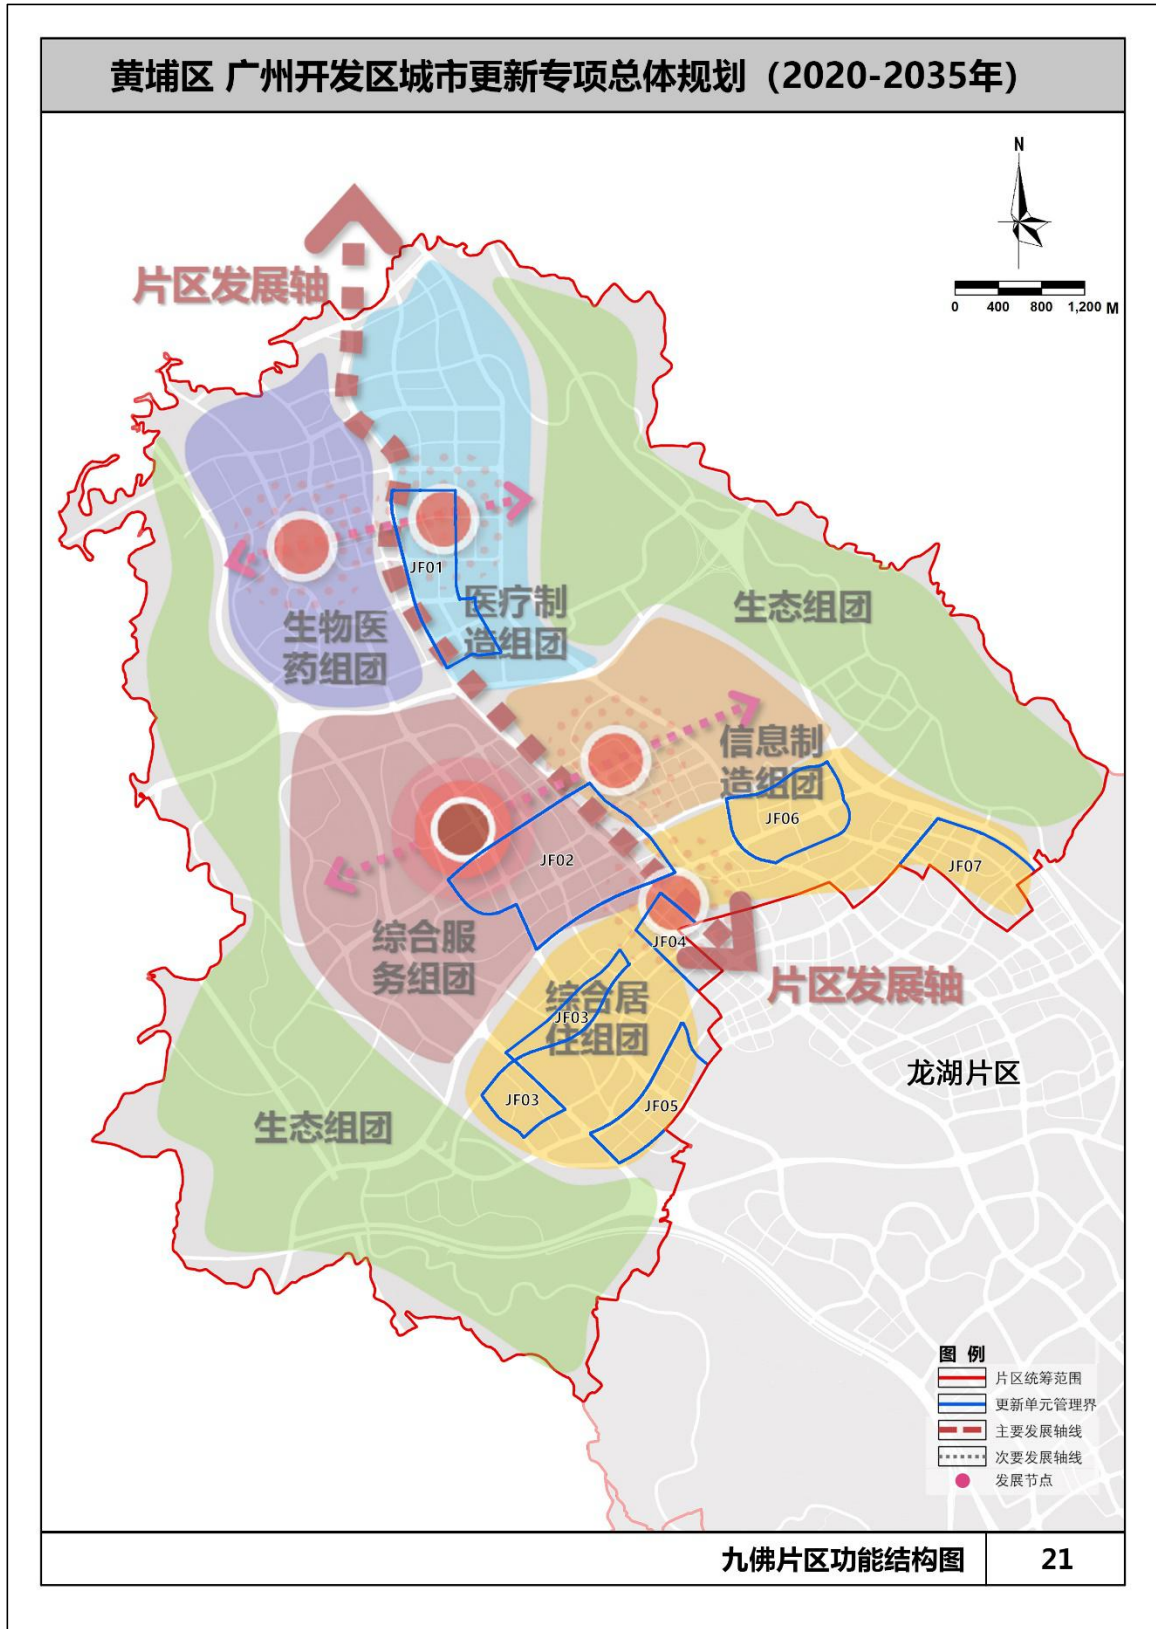 黄埔区 广州开发区城市更新专项总体规划（2020-2035年）
N
0 400 800 1,200 M
片区发展轴
JF01
医疗制
造组团
生物医
药组团
生态组团
信息制
造组团
JF06
JF02
JF07
综合服
务组团
JF04
片区发展轴
综合居
住组团
JF03
龙湖片区
JF03
JF05
生态组团
图 例
片区统筹范围
更新单元管理界
主要发展轴线
次要发展轴线
发展节点
九佛片区功能结构图
21